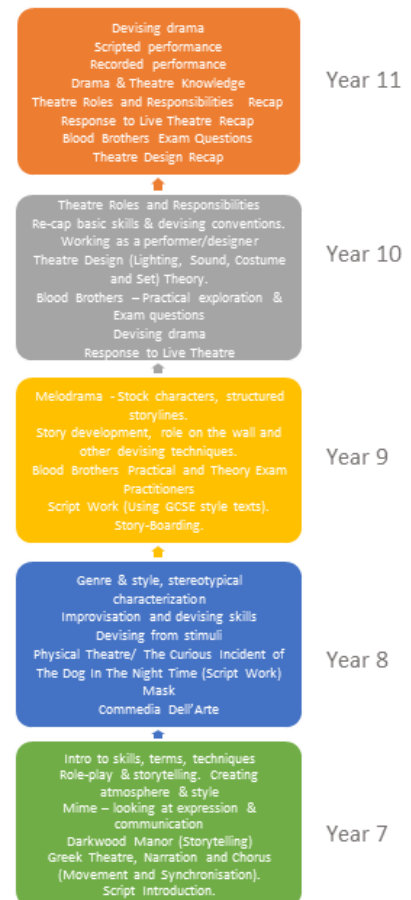 Devising drama
Scripted performance
Recorded performance
Drama & Theatre Knowledge
Theatre Roles and Responsibilities Recap
Response to Live Theatre Recap
Blood Brothers Exam Questions
Theatre Design Recap
Year 11
Theatre Roles and Responsibilities
Re-cap basic skills & devising conventions.
Working as a performer/designer
Theatre Design (Lighting, Sound, Costume
and Set) Theory.
Blood Brothers – Practical exploration &
Exam questions
Devising drama
Response to Live Theatre
Year 10
Melodrama - Stock characters, structured
storylines.
Story development, role on the wall and
other devising techniques.
Blood Brothers Practical and Theory Exam
Practitioners
Script Work (Using GCSE style texts).
Story-Boarding.
Year 9
Genre & style, stereotypical
characterization
Improvisation and devising skills
Devising from stimuli
Physical Theatre/ The Curious Incident of
The Dog In The Night Time (Script Work)
Mask
Commedia Dell’Arte
Year 8
Intro to skills, terms, techniques
Role-play & storytelling. Creating
atmosphere & style
Mime – looking at expression &
communication
Darkwood Manor (Storytelling)
Greek Theatre, Narration and Chorus
(Movement and Synchronisation).
Script Introduction.
Year 7